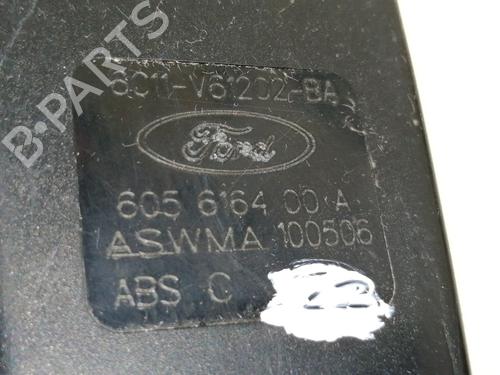 B-PARTS
6C11-V61202-BA
Ford
605 6164 00 A
ASWMA 100506
ABS C